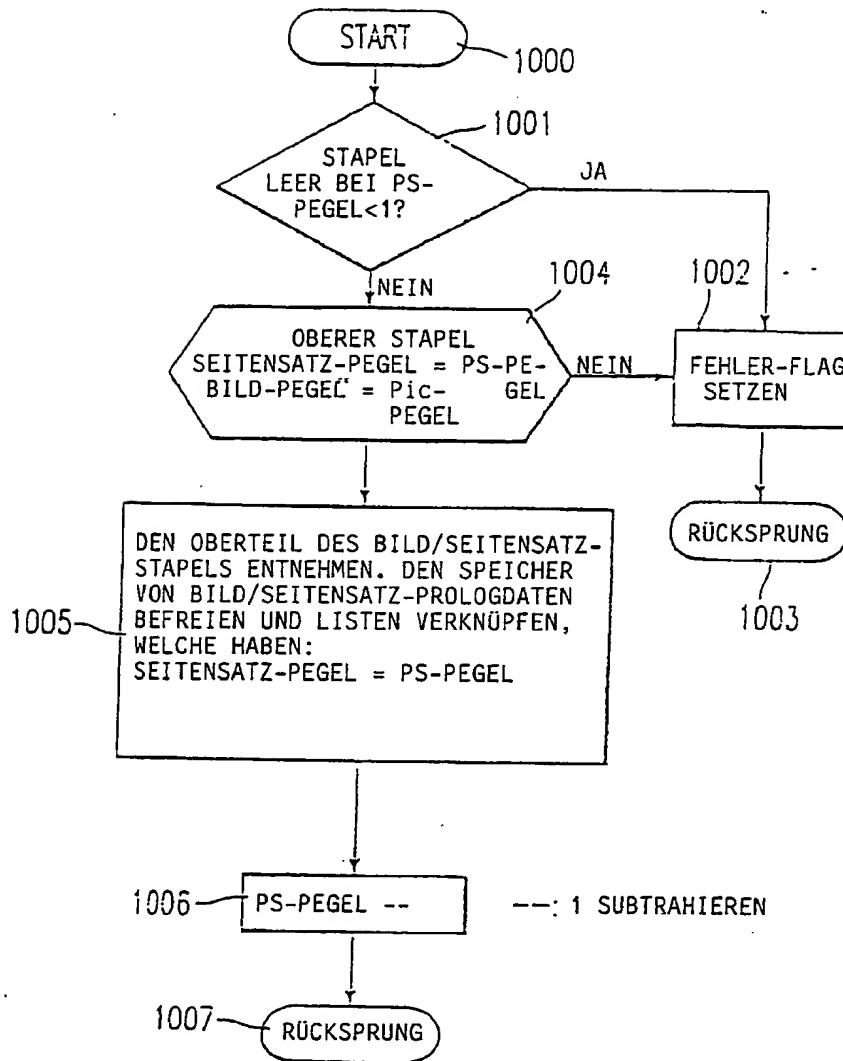 START
1000
1001
STAPEL
LEER BEI PS-
PEGEL<1?
JA
NEIN
1004
1002
OBERER STAPEL
SEITENSATZ-PEGEL = PS-PE-
BILD-PEGEL = Pic- GEL
PEGEL
NEIN
FEHLER-FLAG
SETZEN
RÜCKSPRUNG
1003
DEN OBERTEIL DES BILD/SEITENSATZ-
STAPELS ENTNEHMEN. DEN SPEICHER
VON BILD/SEITENSATZ-PROLOGDATEN
BEFREIEN UND LISTEN VERKNÜPFEN,
WELCHE HABEN:
SEITENSATZ-PEGEL = PS-PEGEL
1005
1006
PS-PEGEL --
--: 1 SUBTRAHIEREN
1007
RÜCKSPRUNG